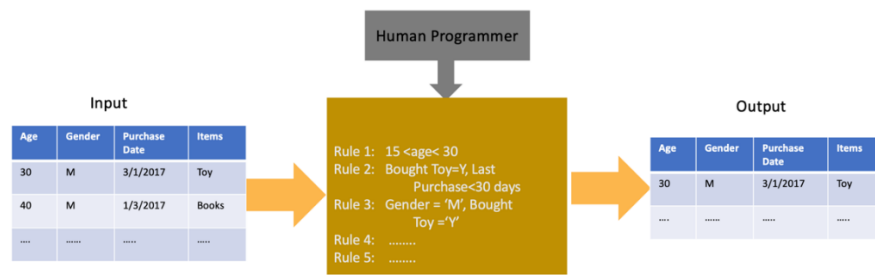 Human Programmer
Input
Age Gender Purchase Date Items
30 M 3/1/2017 Toy
40 M 1/3/2017 Books
.... ...... ..... .....
Rule 1: 15 <age< 30
Rule 2: Bought Toy=Y, Last
Purchase<30 days
Rule 3: Gender = ‘M’, Bought
Toy =‘Y’
Rule 4: ........
Rule 5: ........
Output
Age Gender Purchase Date Items
30 M 3/1/2017 Toy
.... ...... ..... .....